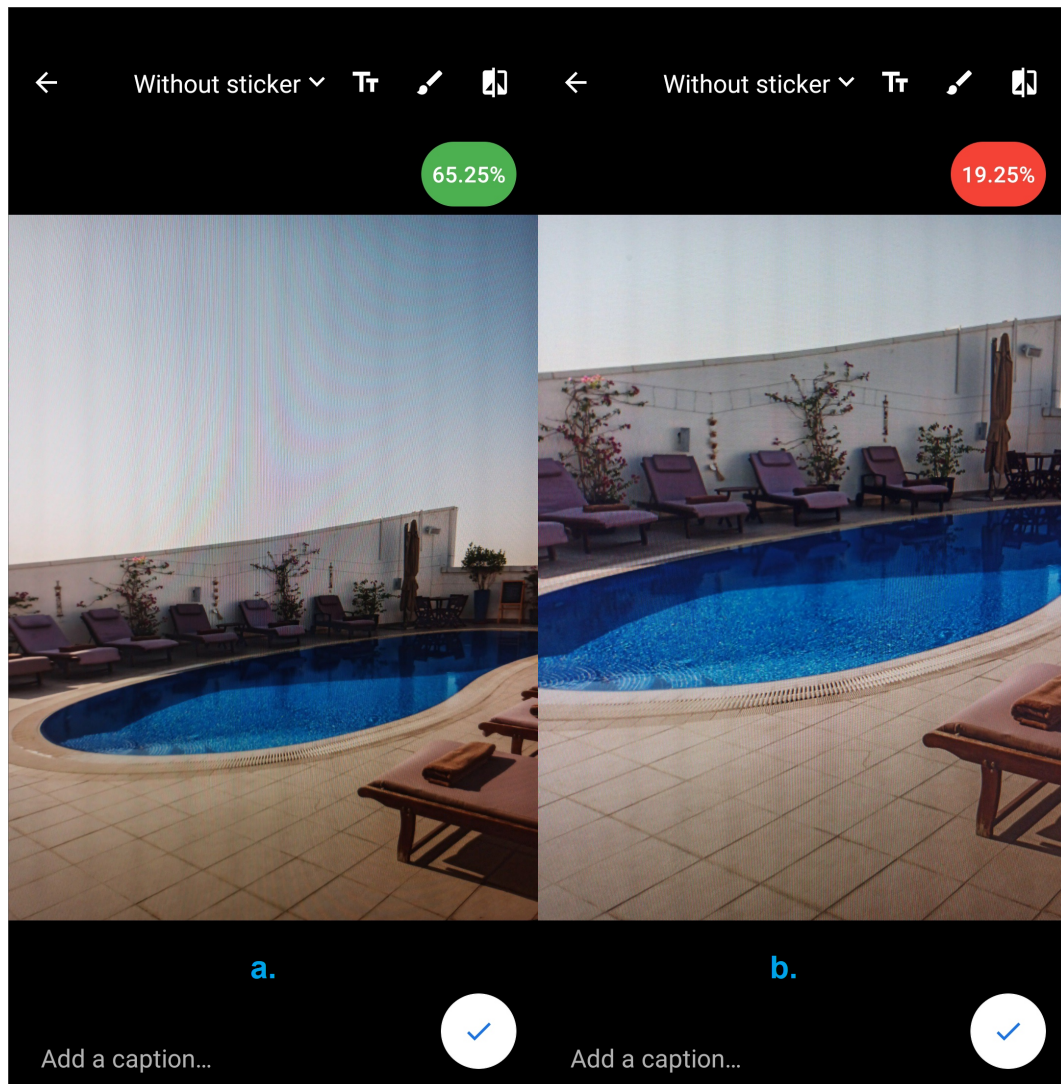 Without sticker
65.25%
a.
Add a caption...
Without sticker
19.25%
b.
Add a caption...